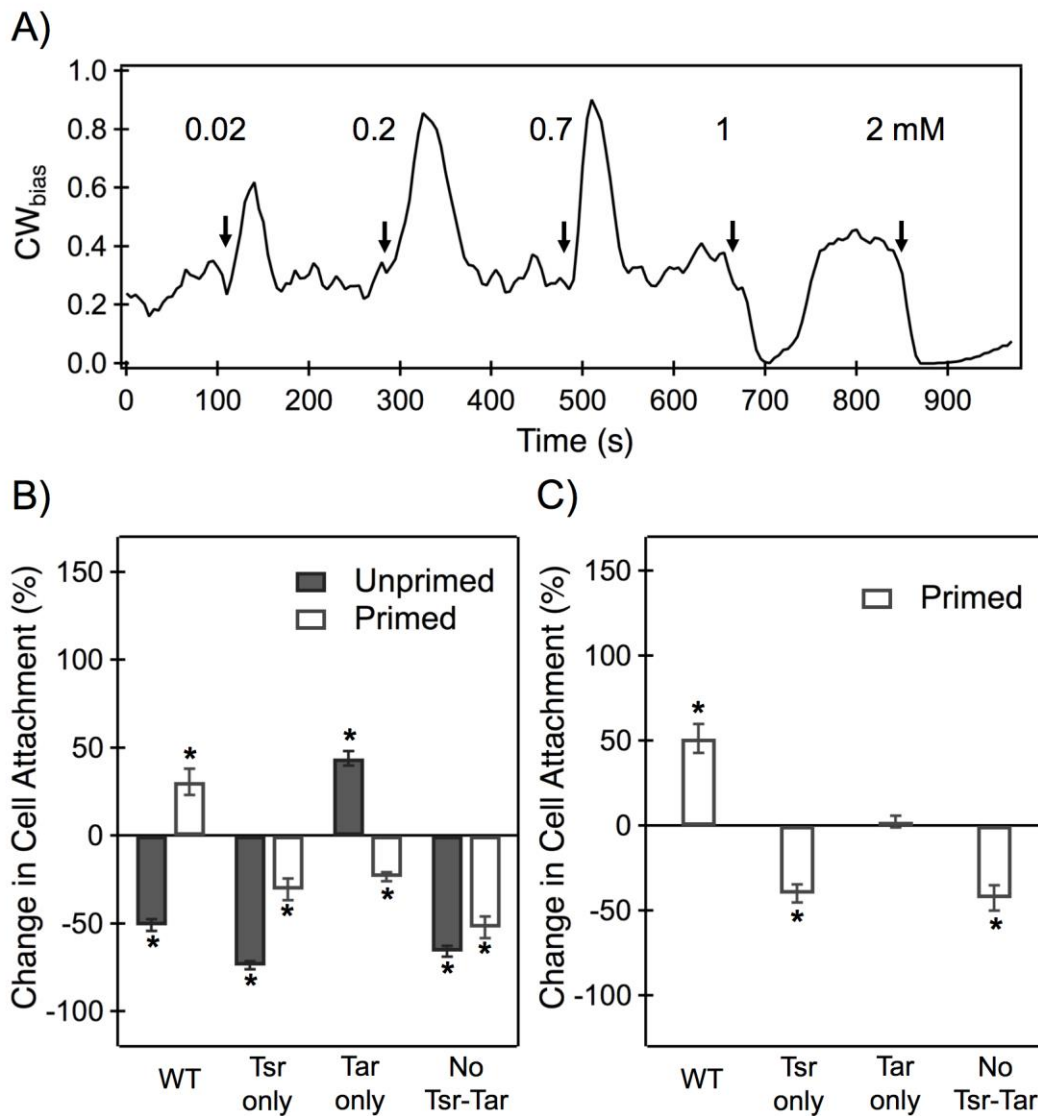 A)
1.0
0.8
0.6
0.4
0.2
0.0
CWbias
0.02 0.2 0.7 1 2 mM
0 100 200 300 400 500 600 700 800 900
Time (s)
B)
Change in Cell Attachment (%)
150
100
50
0
-50
-100
Unprimed
Primed
* * * * * * * *
WT Tsr only Tar only No Tsr-Tar
C)
Change in Cell Attachment (%)
150
100
50
0
-50
-100
Primed
* * *
WT Tsr only Tar only No Tsr-Tar